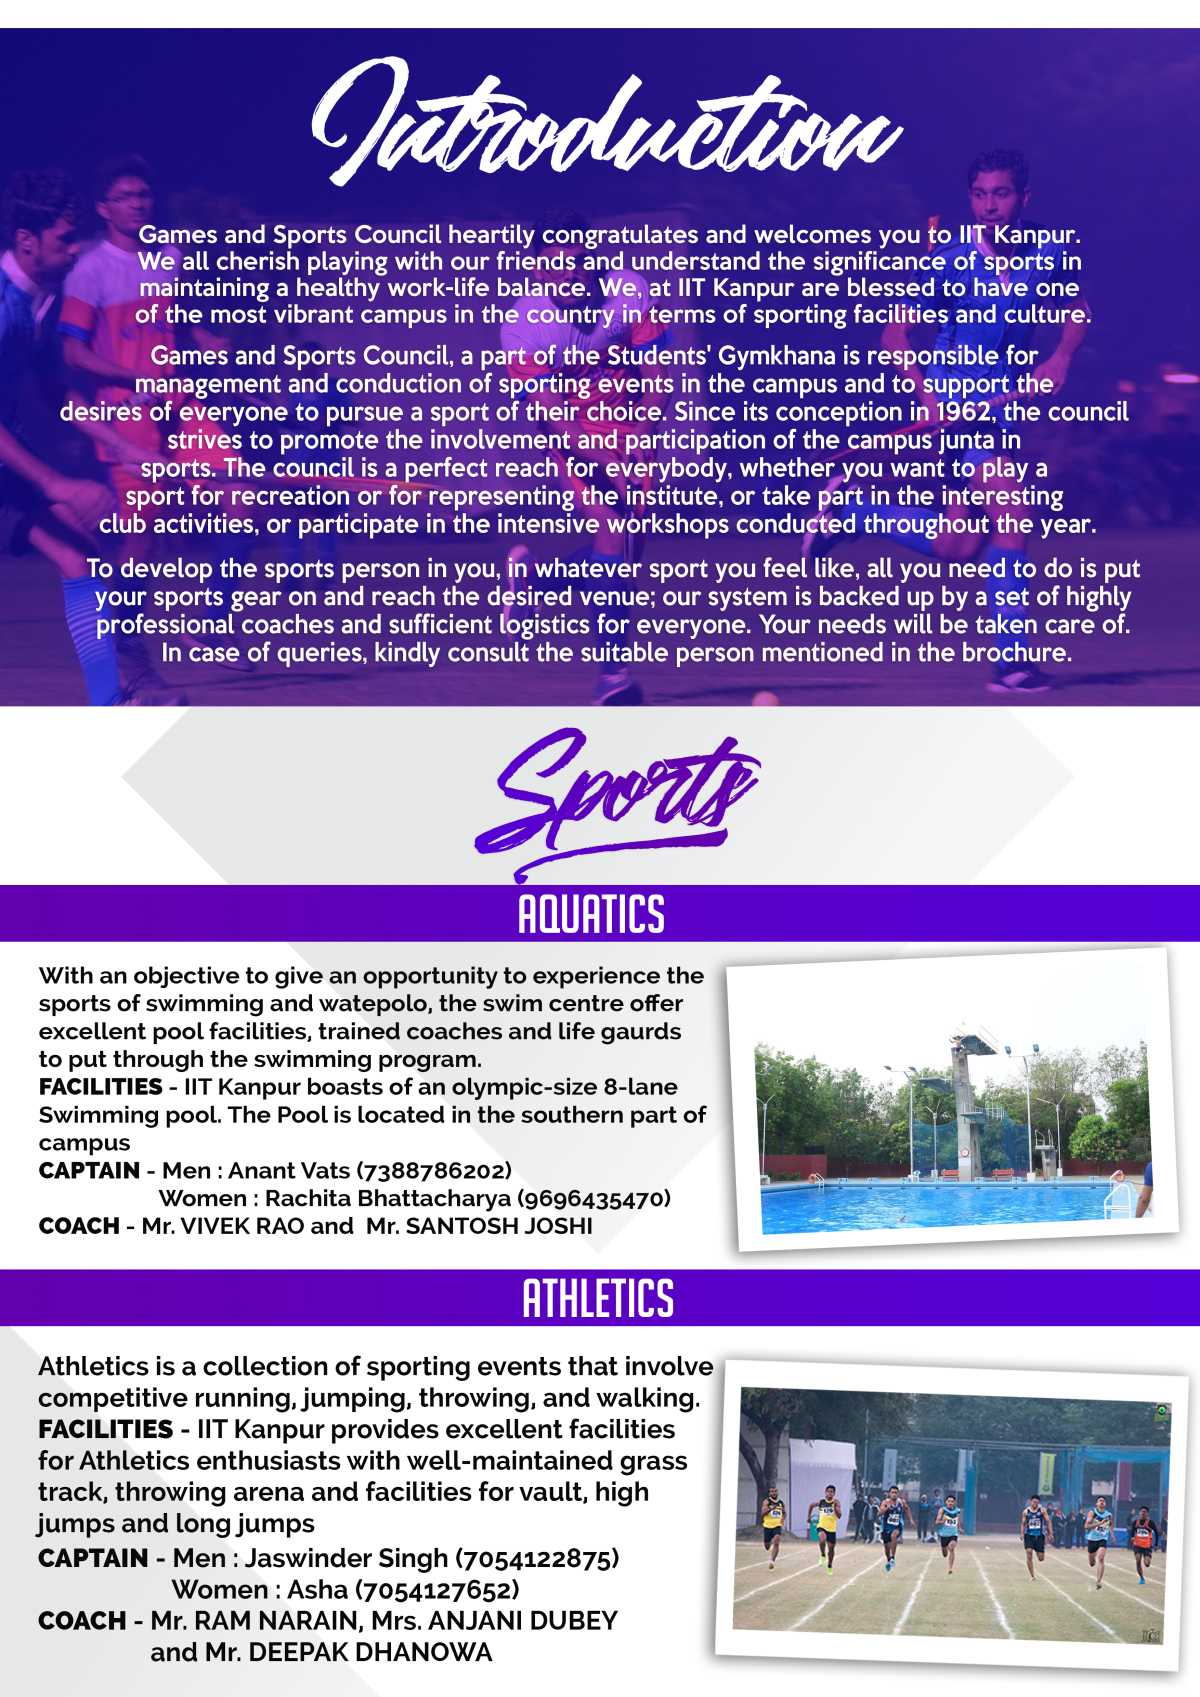 Introduction
Games and Sports Council heartily congratulates and welcomes you to IIT Kanpur.
We all cherish playing with our friends and understand the significance of sports in
maintaining a healthy work-life balance. We, at IIT Kanpur are blessed to have one
of the most vibrant campus in the country in terms of sporting facilities and culture.
Games and Sports Council, a part of the Students' Gymkhana is responsible for
management and conduction of sporting events in the campus and to support the
desires of everyone to pursue a sport of their choice. Since its conception in 1962, the council
strives to promote the involvement and participation of the campus junta in
sports. The council is a perfect reach for everybody, whether you want to play a
sport for recreation or for representing the institute, or take part in the interesting
club activities, or participate in the intensive workshops conducted throughout the year.
To develop the sports person in you, in whatever sport you feel like, all you need to do is put
your sports gear on and reach the desired venue; our system is backed up by a set of highly
professional coaches and sufficient logistics for everyone. Your needs will be taken care of.
In case of queries, kindly consult the suitable person mentioned in the brochure.
Sports
AQUATICS
With an objective to give an opportunity to experience the
sports of swimming and watepolo, the swim centre offer
excellent pool facilities, trained coaches and life gaurds
to put through the swimming program.
FACILITIES - IIT Kanpur boasts of an olympic-size 8-lane
Swimming pool. The Pool is located in the southern part of
campus
CAPTAIN - Men : Anant Vats (7388786202)
Women : Rachita Bhattacharya (9696435470)
COACH - Mr. VIVEK RAO and Mr. SANTOSH JOSHI
ATHLETICS
Athletics is a collection of sporting events that involve
competitive running, jumping, throwing, and walking.
FACILITIES - IIT Kanpur provides excellent facilities
for Athletics enthusiasts with well-maintained grass
track, throwing arena and facilities for vault, high
jumps and long jumps
CAPTAIN - Men : Jaswinder Singh (7054122875)
Women : Asha (7054127652)
COACH - Mr. RAM NARAIN, Mrs. ANJANI DUBEY
and Mr. DEEPAK DHANOWA